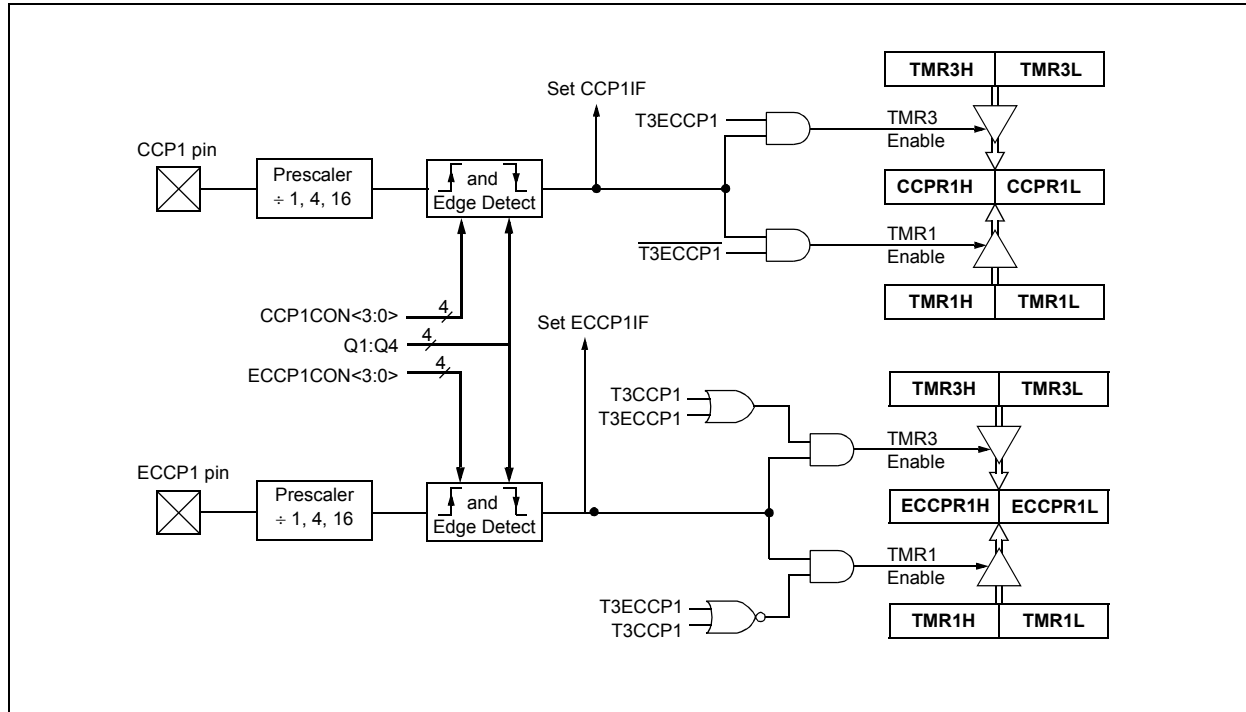 TMR3H TMR3L
Set CCP1IF
T3ECCP1
TMR3
Enable
CCP1 pin
Prescaler
÷ 1, 4, 16
and
Edge Detect
CCPR1H CCPR1L
T3ECCP1
TMR1
Enable
TMR1H TMR1L
CCP1CON<3:0> 4
Q1:Q4 4
ECCP1CON<3:0> 4
Set ECCP1IF
TMR3H TMR3L
T3CCP1
T3ECCP1
TMR3
Enable
ECCP1 pin
Prescaler
÷ 1, 4, 16
and
Edge Detect
ECCPR1H ECCPR1L
TMR1
Enable
T3ECCP1
T3CCP1
TMR1H TMR1L